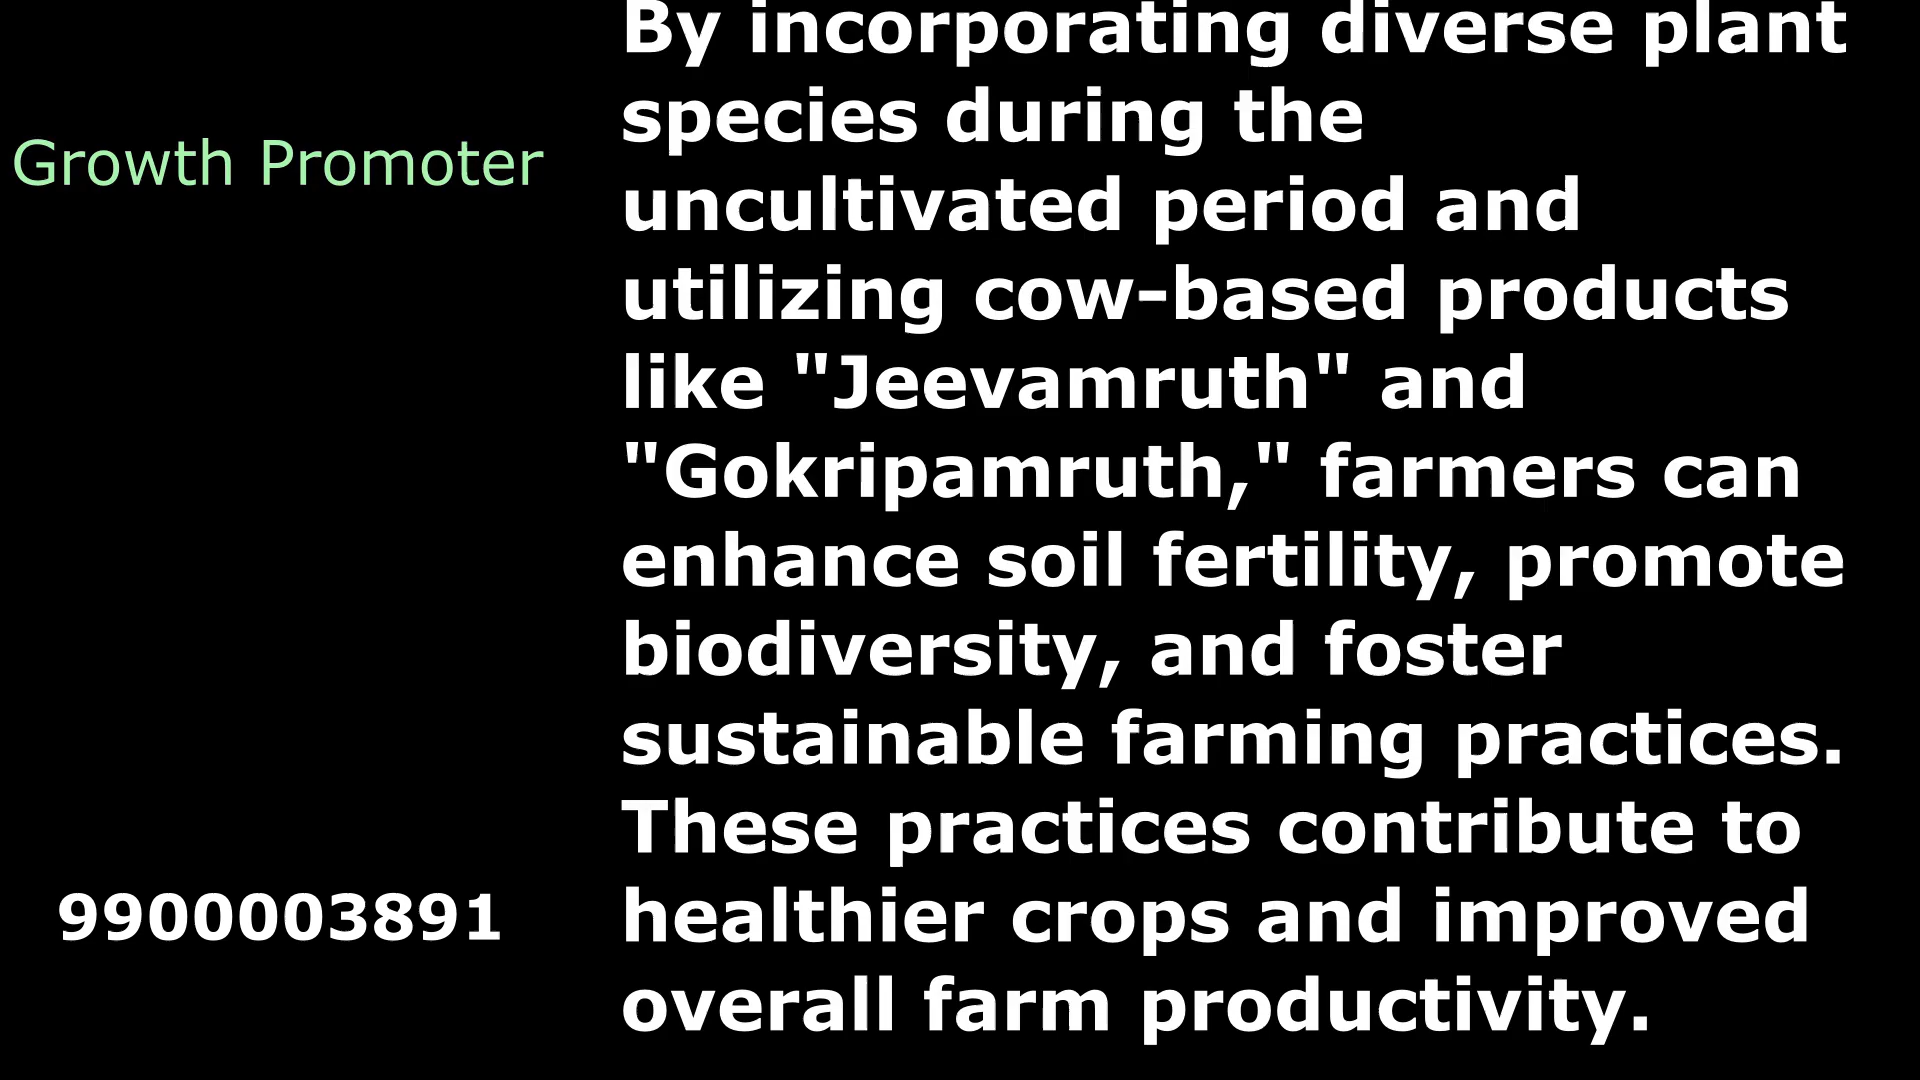 Growth Promoter
9900003891
By incorporating diverse plant
species during the
uncultivated period and
utilizing cow-based products
like "Jeevamruth" and
"Gokripamruth," farmers can
enhance soil fertility, promote
biodiversity, and foster
sustainable farming practices.
These practices contribute to
healthier crops and improved
overall farm productivity.